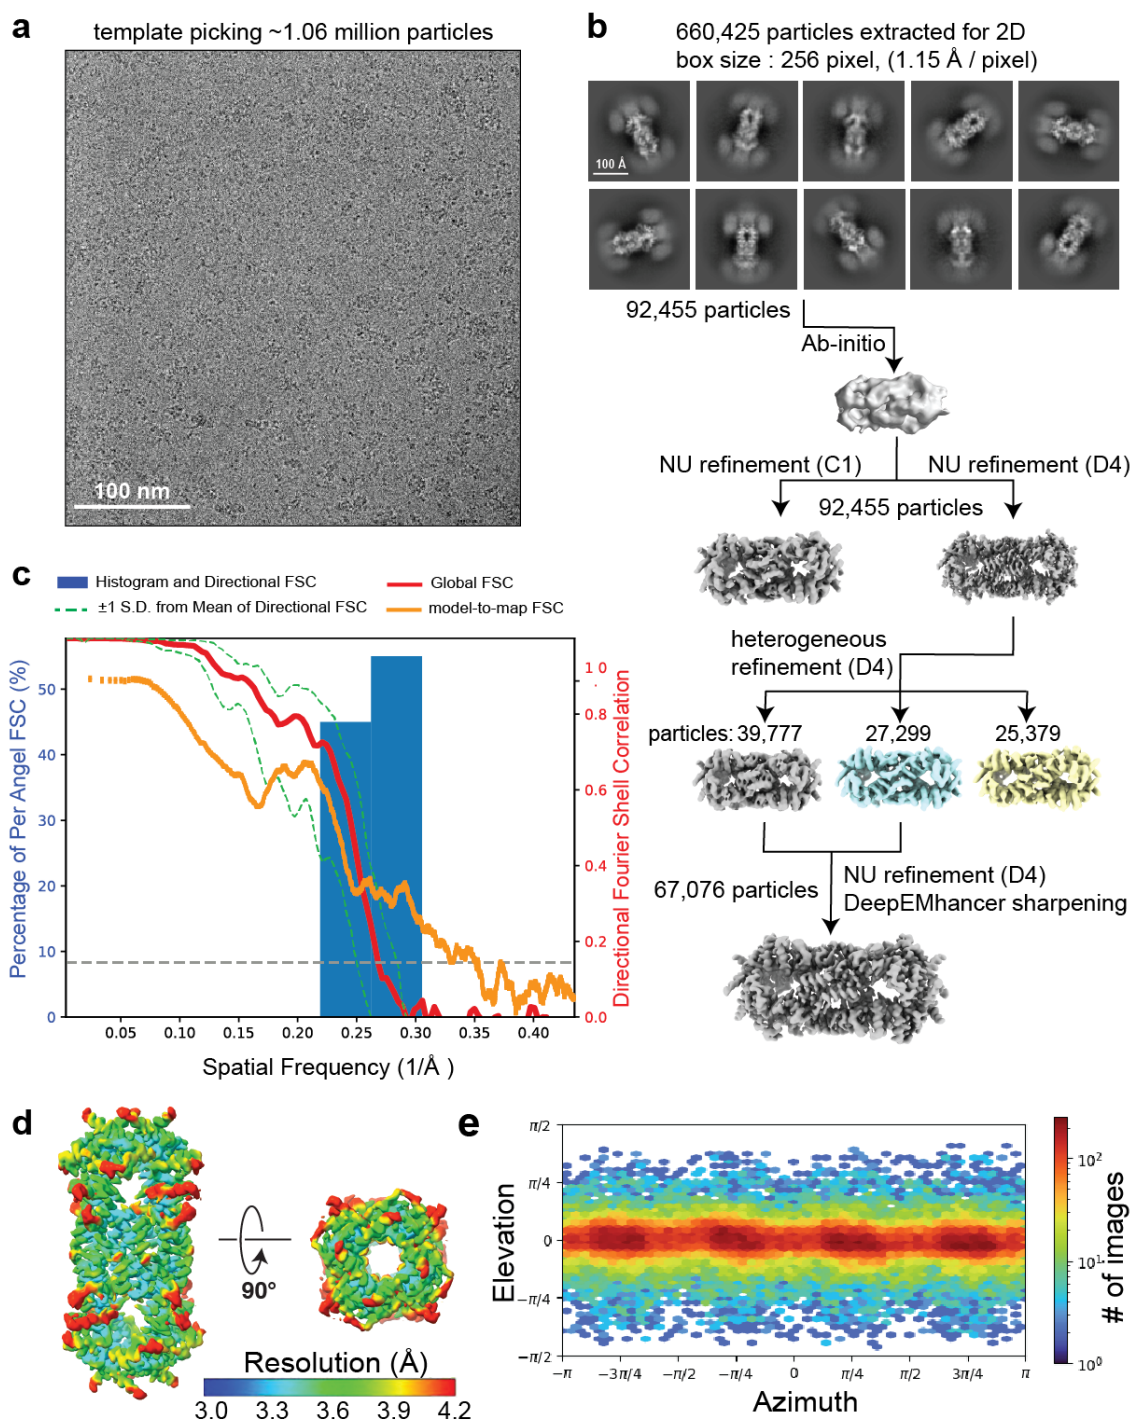 a
template picking ~1.06 million particles
100 nm
b
660,425 particles extracted for 2D
box size : 256 pixel, (1.15 Å / pixel)
100 Å
92,455 particles
Ab-initio
NU refinement (C1)
NU refinement (D4)
92,455 particles
heterogeneous
refinement (D4)
particles: 39,777
27,299
25,379
67,076 particles
NU refinement (D4)
DeepEMhancer sharpening
c
Histogram and Directional FSC
Global FSC
±1 S.D. from Mean of Directional FSC
model-to-map FSC
Percentage of Per Angel FSC (%)
50
40
30
20
10
0
1.0
0.8
0.6
0.4
0.2
0.0
Directional Fourier Shell Correlation
0.05 0.10 0.15 0.20 0.25 0.30 0.35 0.40
Spatial Frequency (1/Å )
d
90°
Resolution (Å)
3.0 3.3 3.6 3.9 4.2
e
Elevation
π/2
π/4
0
−π/4
−π/2
−π −3π/4 −π/2 −π/4 0 π/4 π/2 3π/4 π
Azimuth
10²
10¹
10⁰
# of images